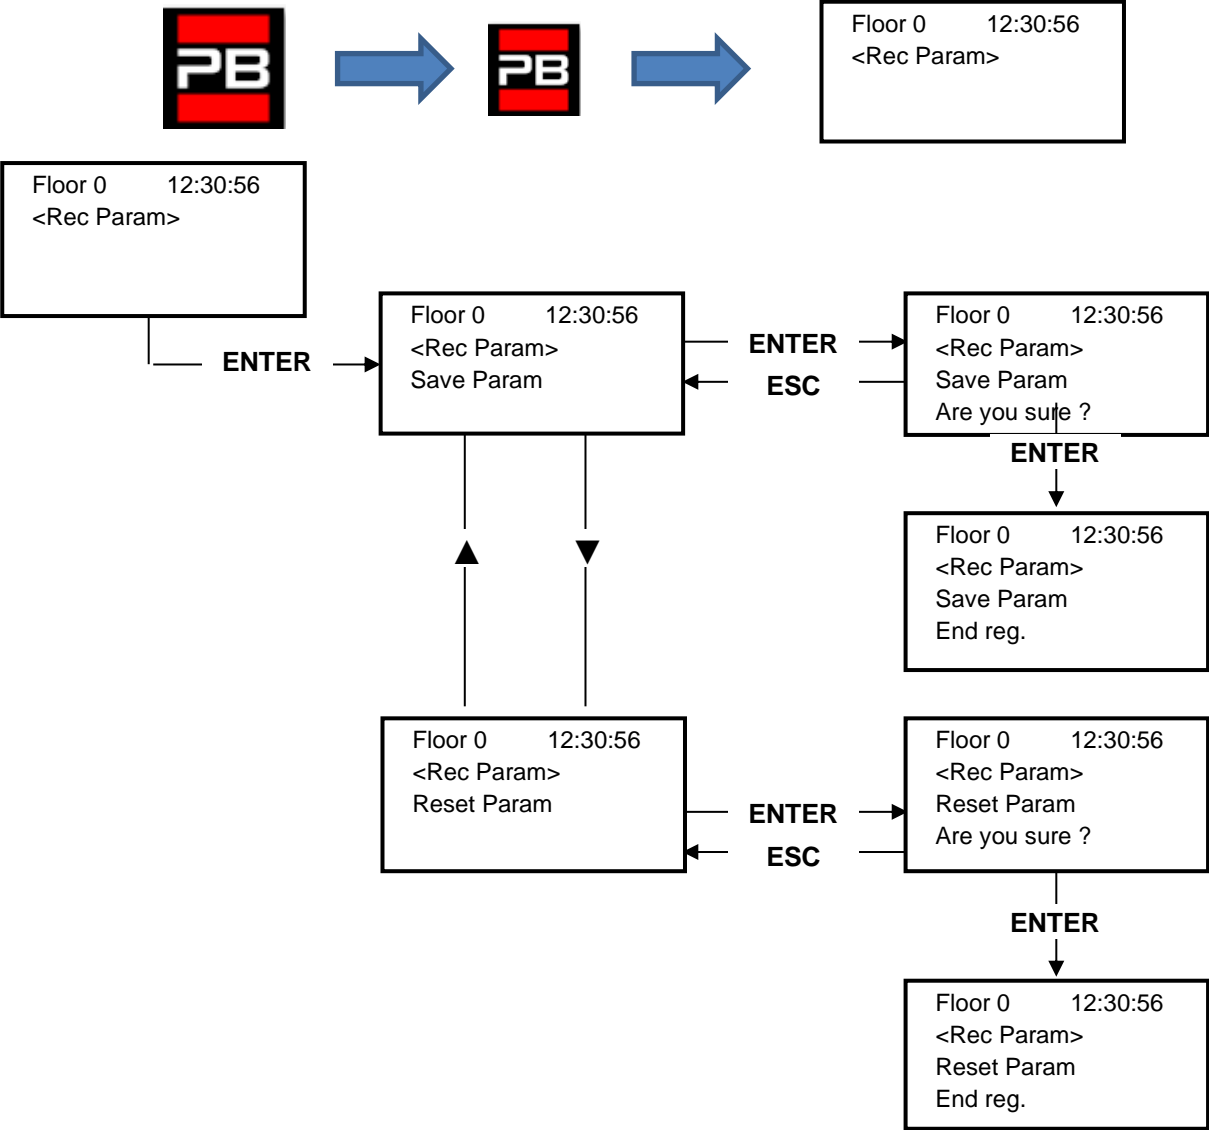 PB
PB
Floor 0 12:30:56
<Rec Param>
Floor 0 12:30:56
<Rec Param>
ENTER
Floor 0 12:30:56
<Rec Param>
Save Param
ENTER
ESC
Floor 0 12:30:56
<Rec Param>
Save Param
Are you sure ?
ENTER
Floor 0 12:30:56
<Rec Param>
Save Param
End reg.
▲ ▼
Floor 0 12:30:56
<Rec Param>
Reset Param
ENTER
ESC
Floor 0 12:30:56
<Rec Param>
Reset Param
Are you sure ?
ENTER
Floor 0 12:30:56
<Rec Param>
Reset Param
End reg.